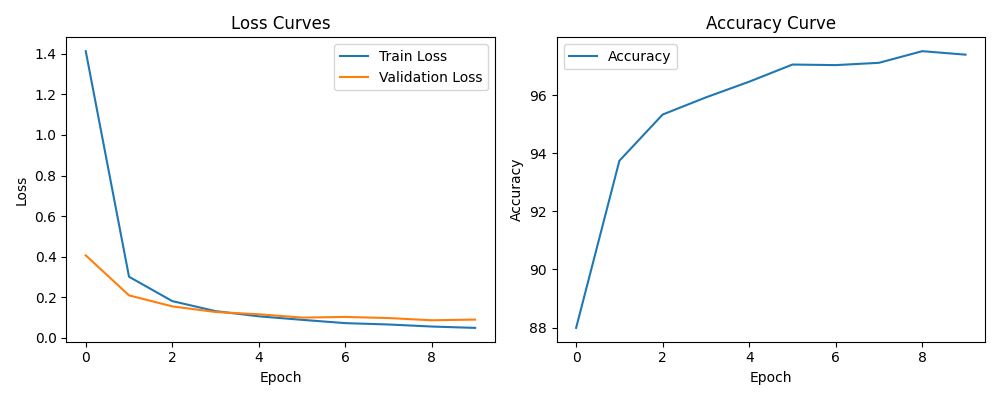 Loss Curves
1.4
1.2
1.0
0.8
0.6
0.4
0.2
0.0
Loss
Train Loss
Validation Loss
0 2 4 6 8
Epoch
Accuracy Curve
96
94
92
90
88
Accuracy
Accuracy
0 2 4 6 8
Epoch